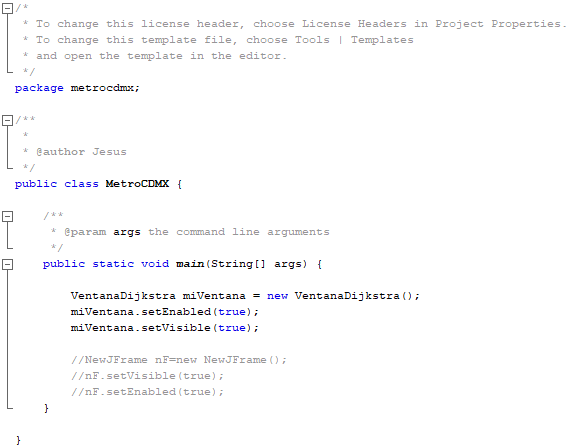 /*
 * To change this license header, choose License Headers in Project Properties.
 * To change this template file, choose Tools | Templates
 * and open the template in the editor.
 */
package metrocdmx;

/**
 *
 * @author Jesus
 */
public class MetroCDMX {

    /**
     * @param args the command line arguments
     */
    public static void main(String[] args) {

        VentanaDijkstra miVentana = new VentanaDijkstra();
        miVentana.setEnabled(true);
        miVentana.setVisible(true);

        //NewJFrame nF=new NewJFrame();
        //nF.setVisible(true);
        //nF.setEnabled(true);
    }

}